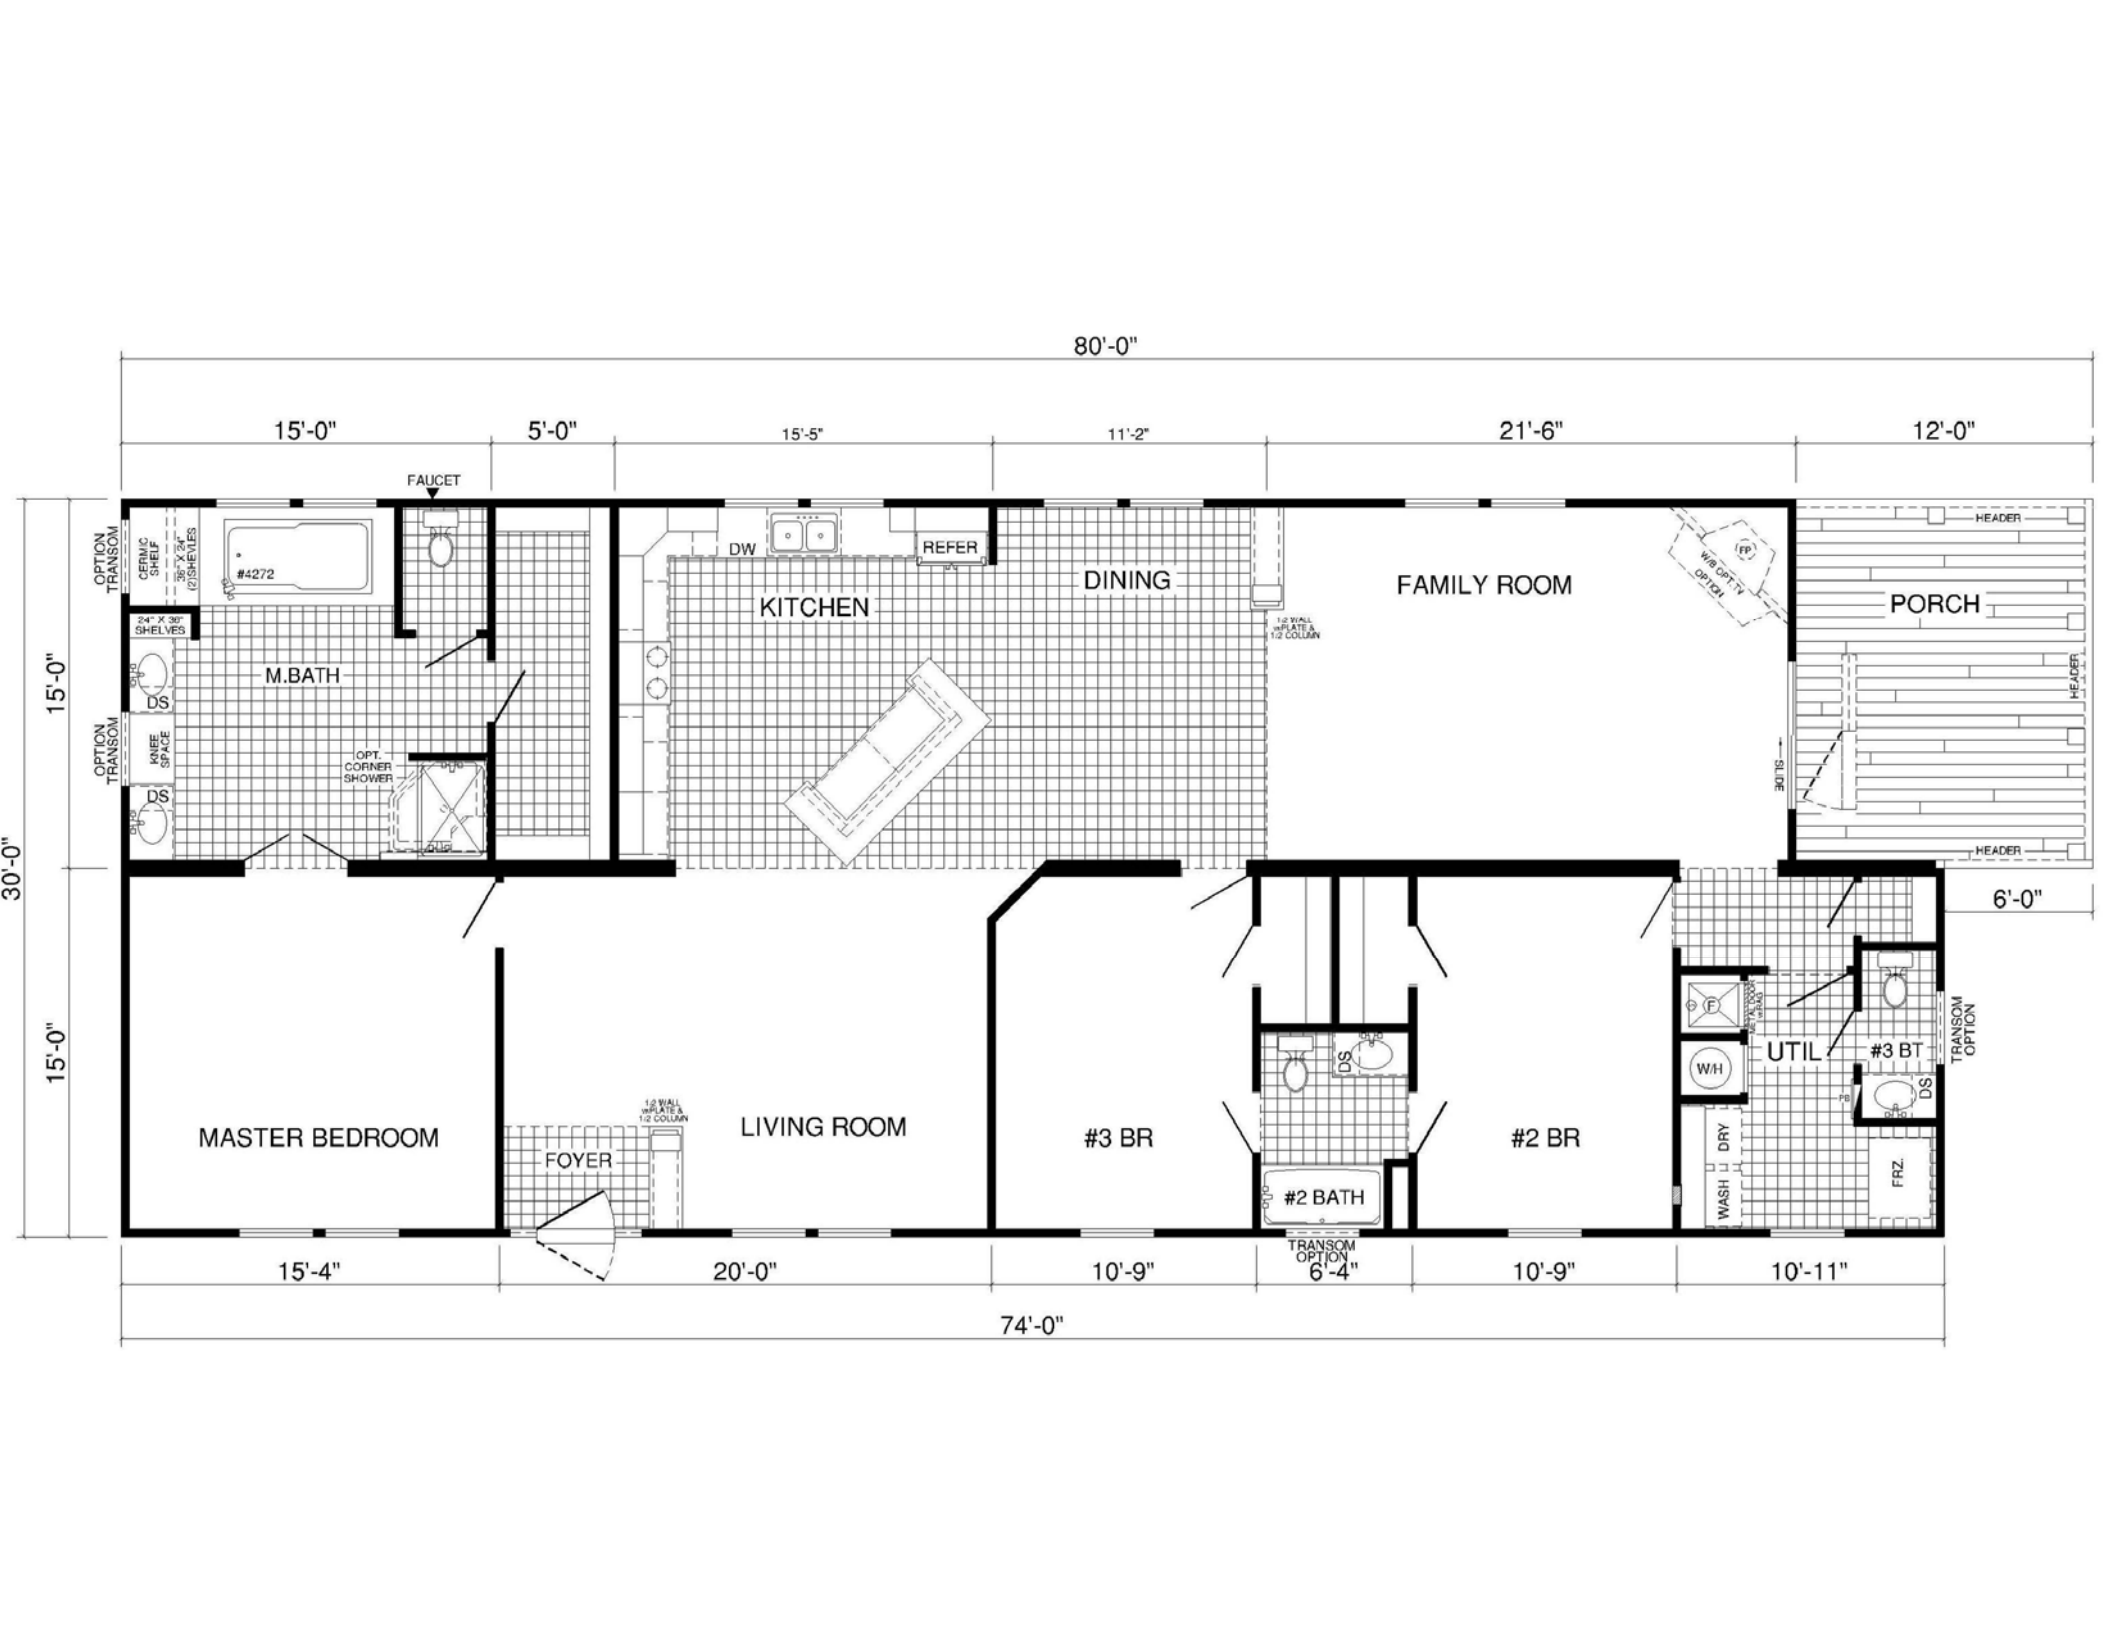 80'-0"
15'-0"
5'-0"
15'-5"
11'-2"
21'-6"
12'-0"
FAUCET
OPTION
TRANSOM
CERMIC
SHELF
36" X 24"
(2)SHEVLES
#4272
24" X 36"
SHELVES
M.BATH
DS
OPTION
TRANSOM
KNEE
SPACE
DS
OPT.
CORNER
SHOWER
DW
REFER
KITCHEN
DINING
1/2 WALL
w/PLATE &
1/2 COLUMN
FAMILY ROOM
FP
W/B OPT. TV
OPTION
SLIDE
HEADER
PORCH
HEADER
HEADER
6'-0"
15'-0"
30'-0"
15'-0"
MASTER BEDROOM
FOYER
1/2 WALL
w/PLATE &
1/2 COLUMN
LIVING ROOM
#3 BR
DS
#2 BATH
TRANSOM
OPTION
#2 BR
F
METAL DOOR
W/H
UTIL
#3 BT
DS
TRANSOM
OPTION
PB
DRY
WASH
FRZ.
15'-4"
20'-0"
10'-9"
6'-4"
10'-9"
10'-11"
74'-0"